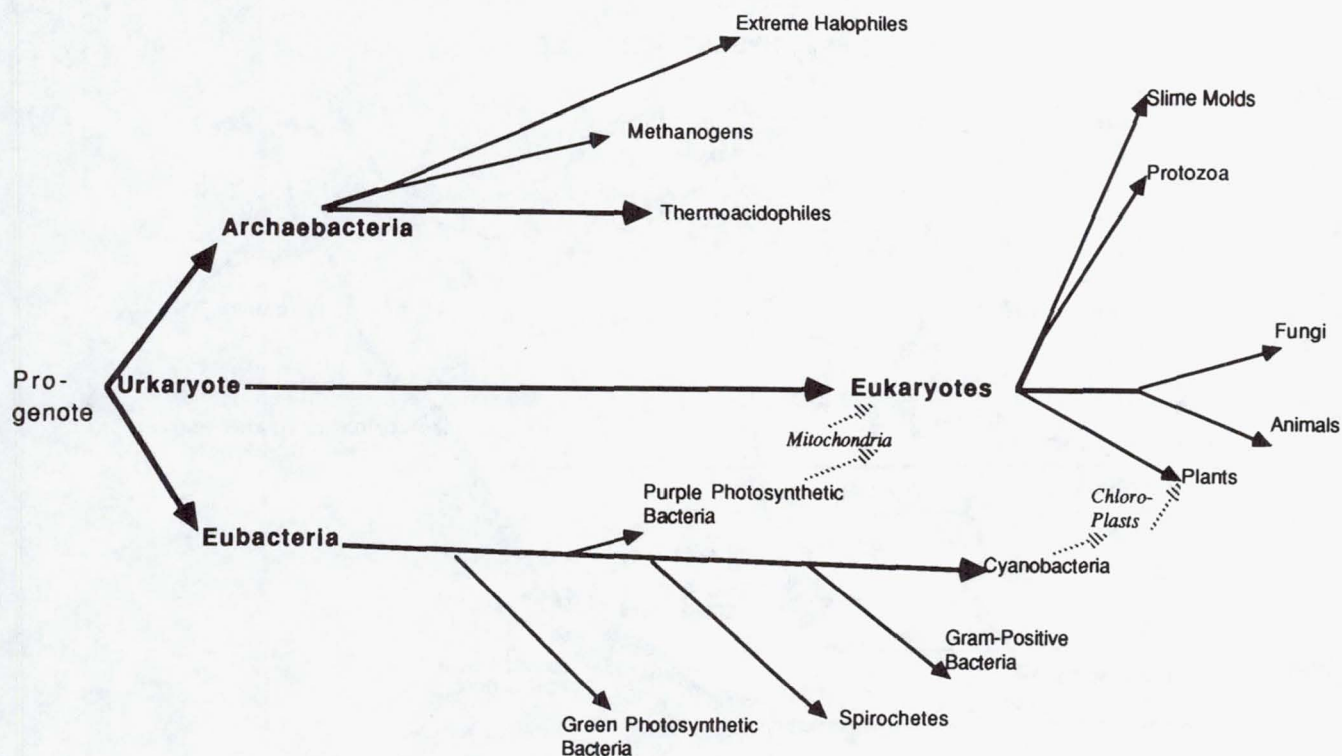 Extreme Halophiles
Slime Molds
Methanogens
Protozoa
Thermoacidophiles
Archaebacteria
Fungi
Pro-
genote
Urkaryote
Eukaryotes
Animals
Mitochondria
Plants
Purple Photosynthetic
Bacteria
Chloro-
Plasts
Eubacteria
Cyanobacteria
Gram-Positive
Bacteria
Spirochetes
Green Photosynthetic
Bacteria